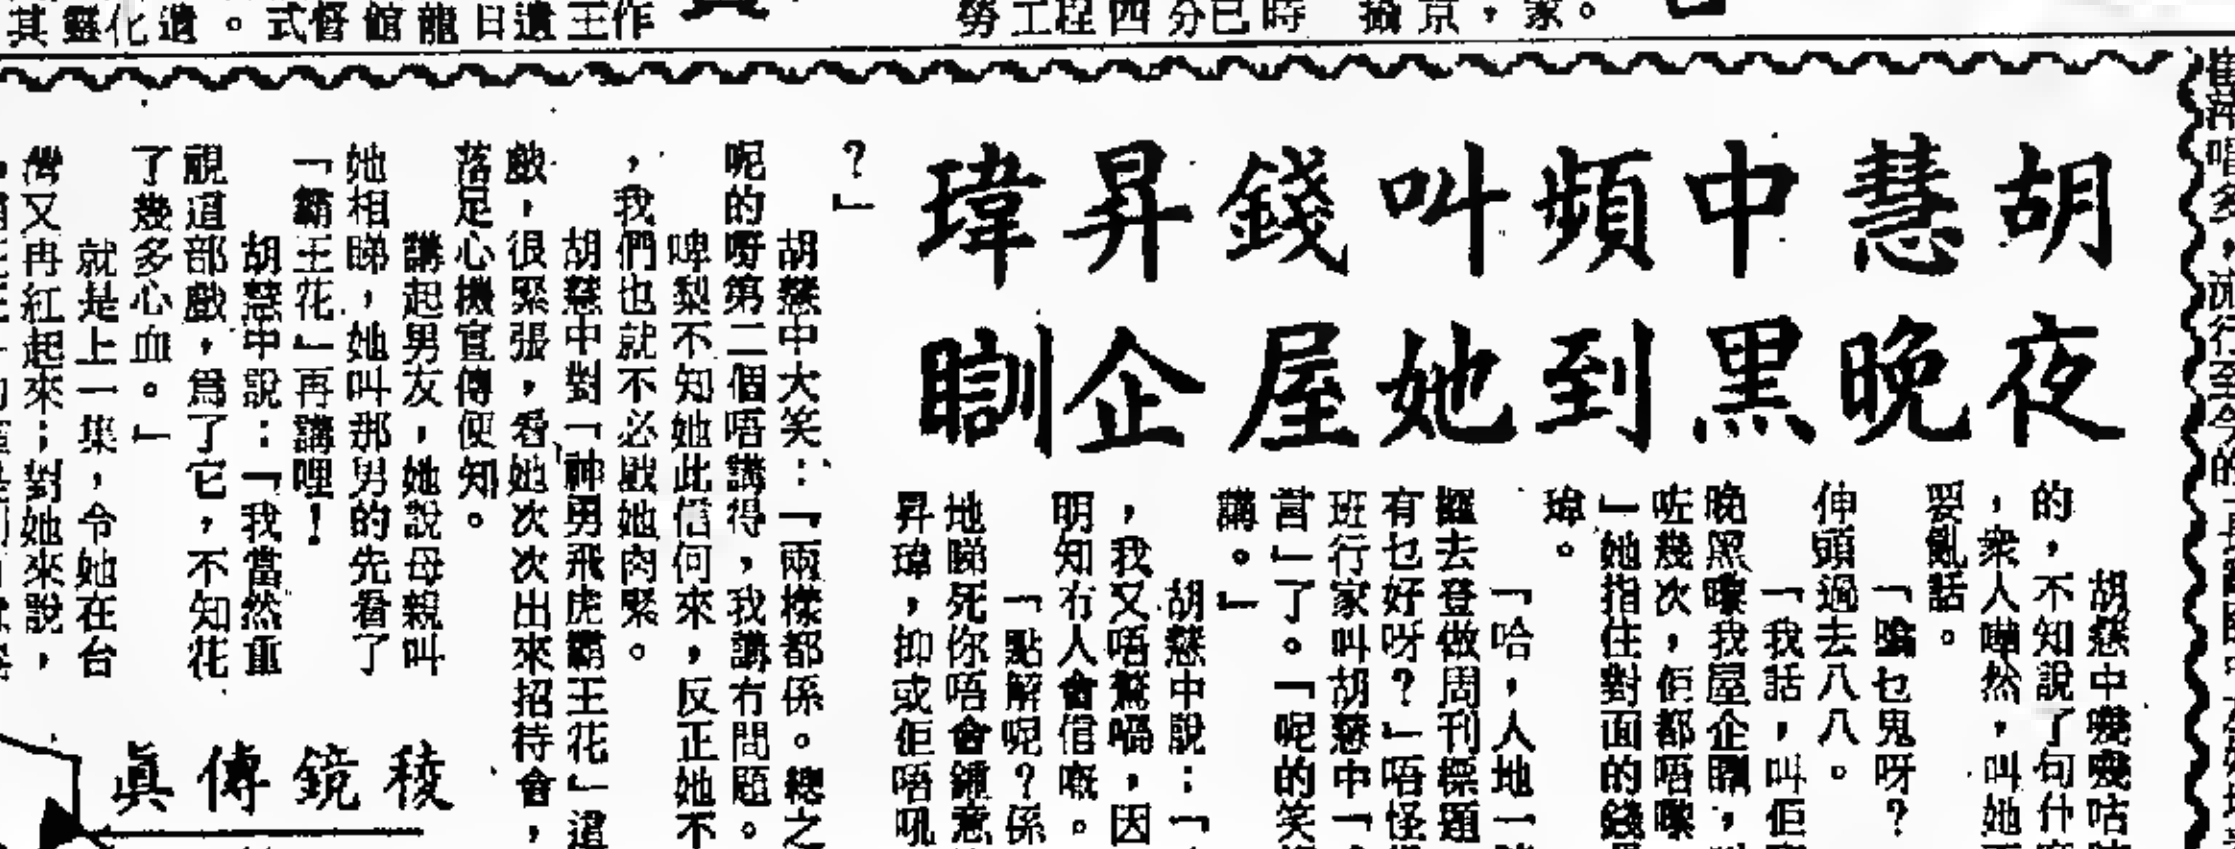 胡慧中頻叫錢昇瑋
夜晚黑到她屋企瞓
胡慧中嘰嘰咕
的，不知說了句什
，衆人嘩然，叫她
要亂話。
「噏乜鬼呀？
伸頭過去八八。
「我話，叫佢
晚黑嚟我屋企瞓，
咗幾次，佢都唔嚟
」她指住對面的錢
瑋。
「哈，人地一
攞去登做周刊標題
有乜好呀？」唔怪
班行家叫胡慧中「
言」了。「呢的笑
講。」
胡慧中說：「
，我又唔驚喎，因
明知冇人會信嘅。
「點解呢？係
地睇死你唔會鍾意
昇瑋，抑或佢唔吼
？」
胡慧中大笑：「兩樣都係。總之
呢的呀第二個唔講得，我講冇問題。
啤梨不知她此信何來，反正她不
，我們也就不必戥她肉緊。
胡慧中對「神勇飛虎霸王花」這
戲，很緊張，看她次次出來招待會，
落足心機宣傳便知。
講起男友，她說母親叫
她相睇，她叫那男的先看了
「霸王花」再講哩！
胡慧中說：「我當然重
視這部戲，爲了它，不知花
了幾多心血。」
就是上一集，令她在台
灣又再紅起來；對她來說，
稜鏡傳眞